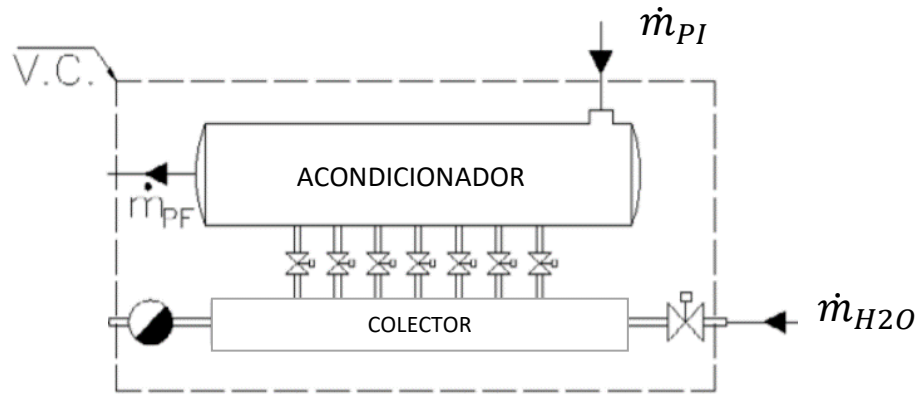 ṁ_PI
V.C.
ACONDICIONADOR
ṁ_PF
COLECTOR
ṁ_H2O